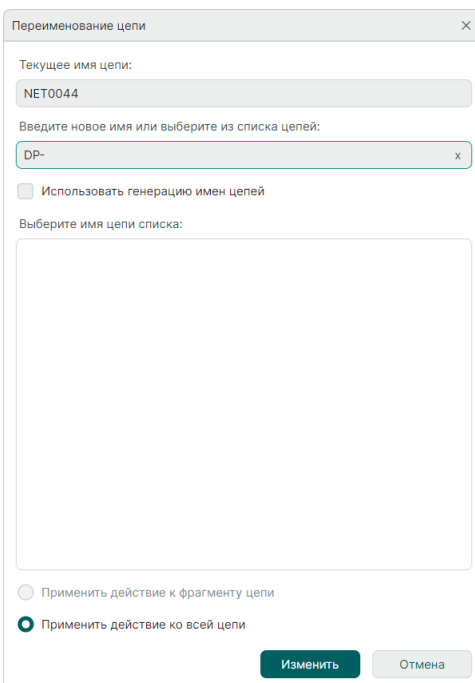 Переименование цепи
Текущее имя цепи:
NET0044
Введите новое имя или выберите из списка цепей:
DP- x
Использовать генерацию имен цепей
Выберите имя цепи списка:
Применить действие к фрагменту цепи
Применить действие ко всей цепи
Изменить Отмена